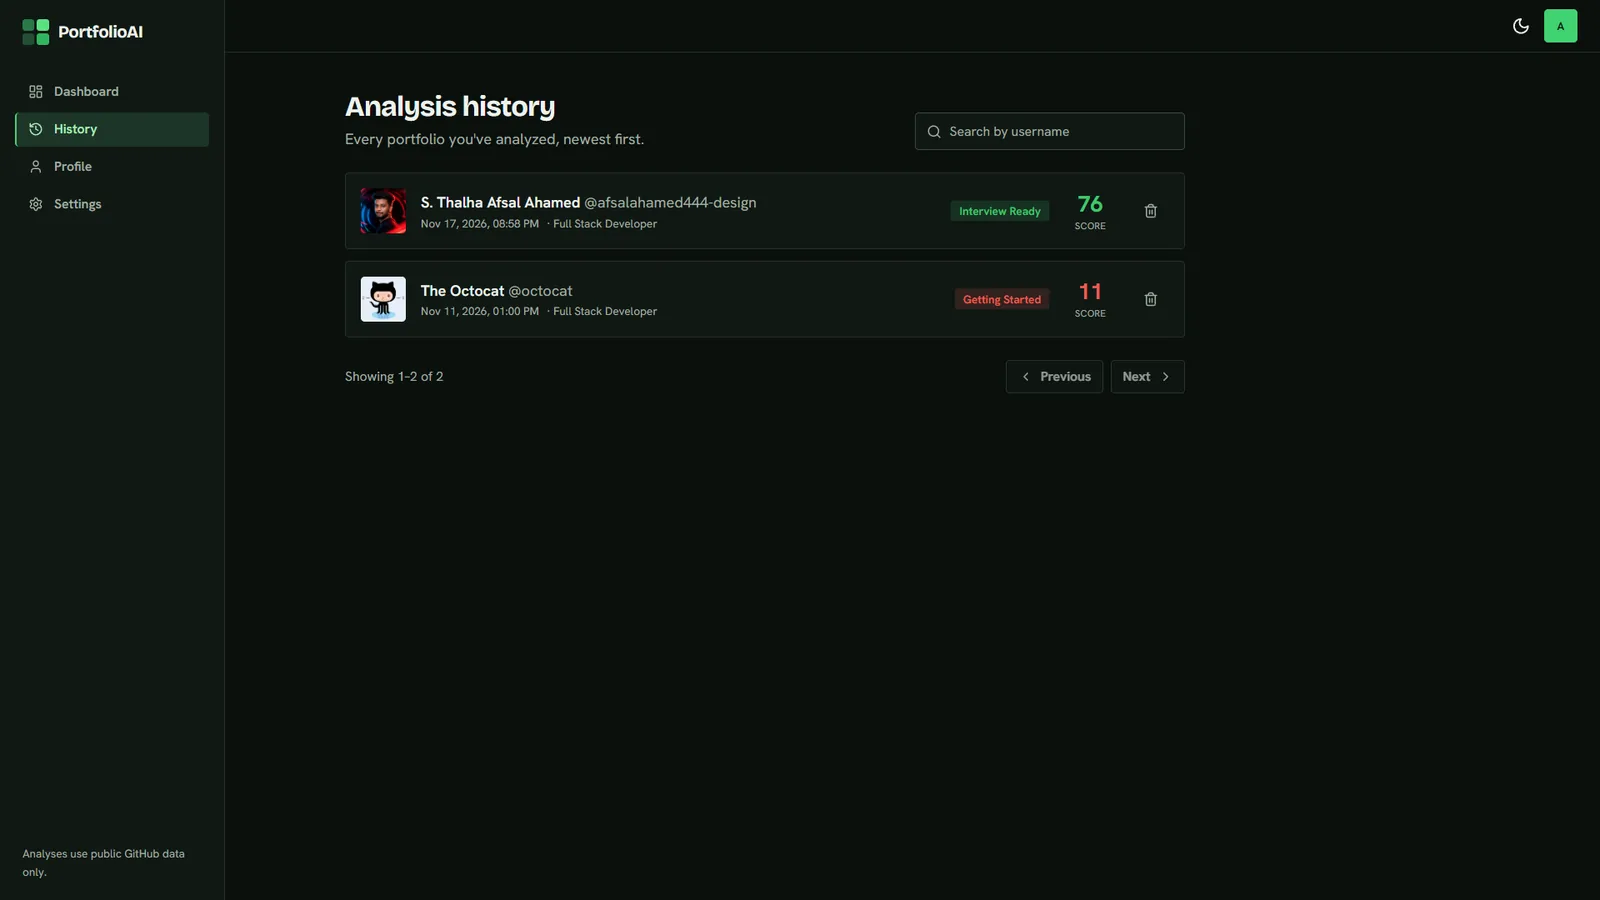 PortfolioAI
A
Dashboard
History
Profile
Settings
Analysis history
Every portfolio you've analyzed, newest first.
Search by username
S. Thalha Afsal Ahamed @afsalahamed444-design
Nov 17, 2026, 08:58 PM · Full Stack Developer
Interview Ready
76
SCORE
The Octocat @octocat
Nov 11, 2026, 01:00 PM · Full Stack Developer
Getting Started
11
SCORE
Showing 1–2 of 2
Previous
Next
Analyses use public GitHub data
only.